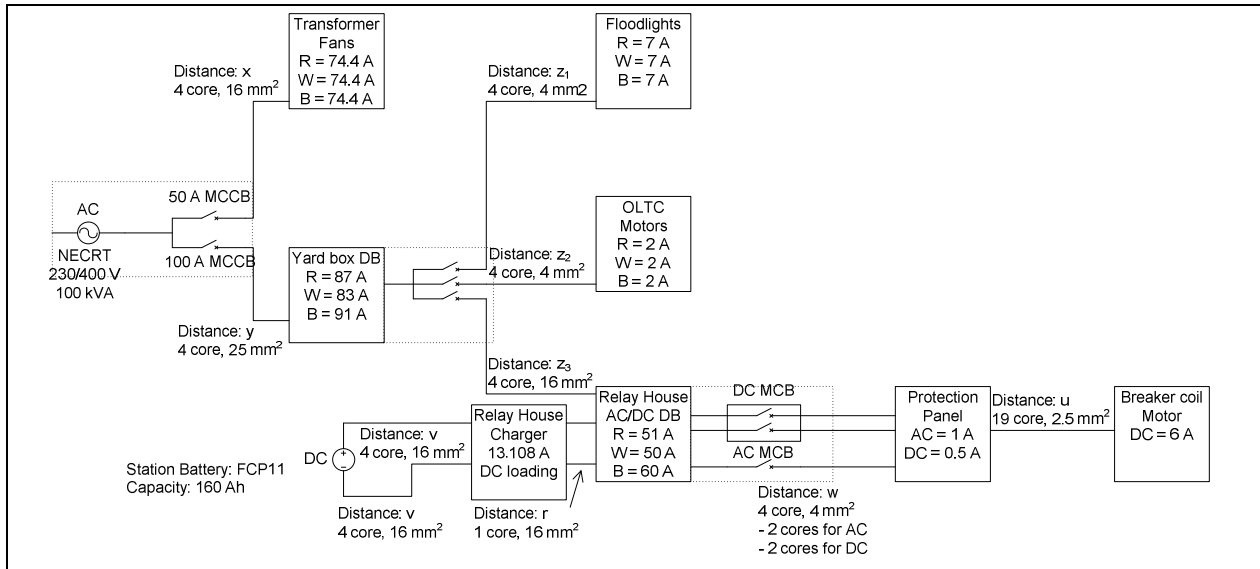 Transformer
Fans
R = 74.4 A
W = 74.4 A
B = 74.4 A
Distance: x
4 core, 16 mm²
Floodlights
R = 7 A
W = 7 A
B = 7 A
Distance: z₁
4 core, 4 mm2
50 A MCCB
AC
NECRT
230/400 V
100 kVA
100 A MCCB
Yard box DB
R = 87 A
W = 83 A
B = 91 A
Distance: y
4 core, 25 mm²
Distance: z₂
4 core, 4 mm²
OLTC
Motors
R = 2 A
W = 2 A
B = 2 A
Distance: z₃
4 core, 16 mm²
Station Battery: FCP11
Capacity: 160 Ah
DC
Distance: v
4 core, 16 mm²
Distance: v
4 core, 16 mm²
Relay House
Charger
13.108 A
DC loading
Distance: r
1 core, 16 mm²
Relay House
AC/DC DB
R = 51 A
W = 50 A
B = 60 A
DC MCB
AC MCB
Distance: w
4 core, 4 mm²
- 2 cores for AC
- 2 cores for DC
Protection
Panel
AC = 1 A
DC = 0.5 A
Distance: u
19 core, 2.5 mm²
Breaker coil
Motor
DC = 6 A